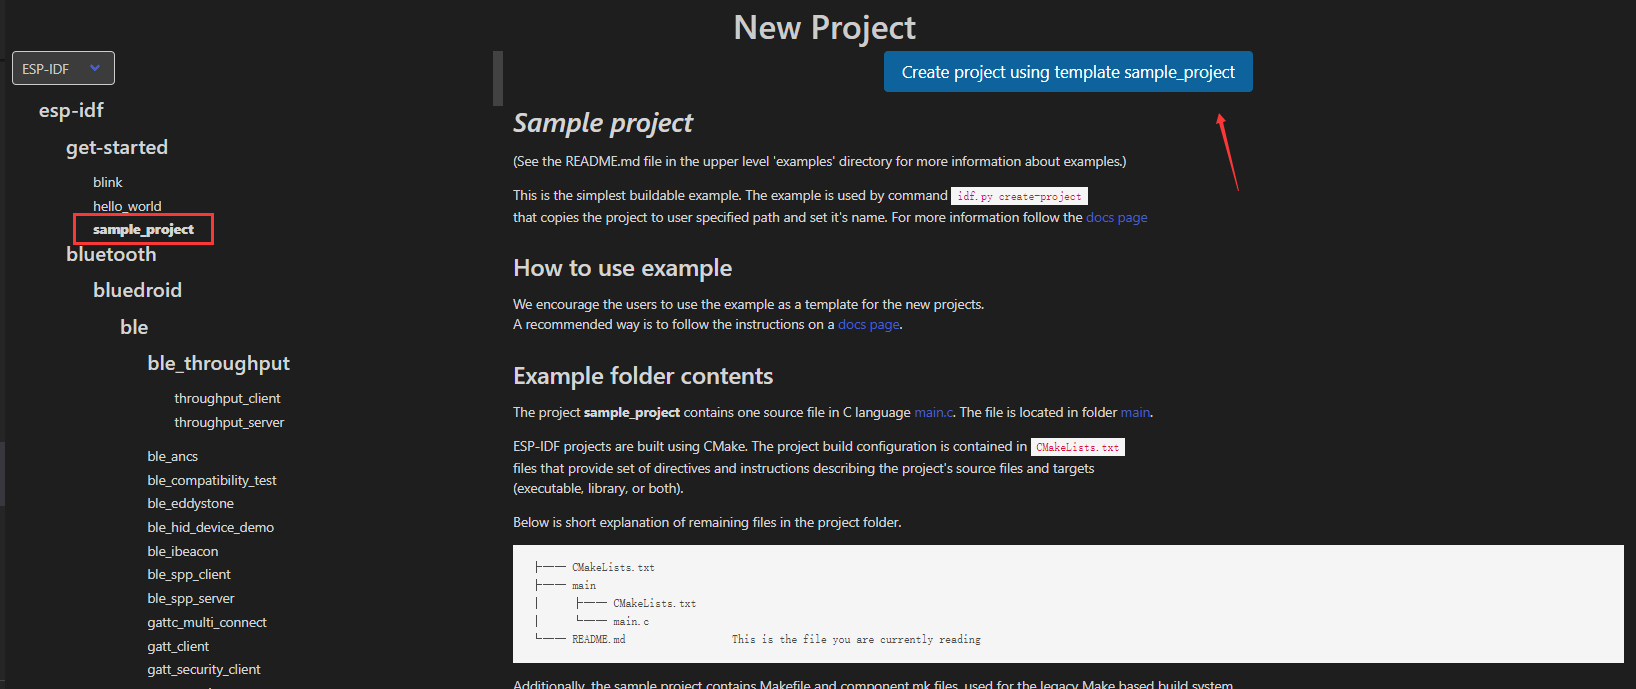 New Project
ESP-IDF
Create project using template sample_project
esp-idf
get-started
blink
hello_world
sample_project
bluetooth
bluedroid
ble
ble_throughput
throughput_client
throughput_server
ble_ancs
ble_compatibility_test
ble_eddystone
ble_hid_device_demo
ble_ibeacon
ble_spp_client
ble_spp_server
gattc_multi_connect
gatt_client
gatt_security_client
Sample project
(See the README.md file in the upper level 'examples' directory for more information about examples.)
This is the simplest buildable example. The example is used by command idf.py create-project
that copies the project to user specified path and set it's name. For more information follow the docs page
How to use example
We encourage the users to use the example as a template for the new projects.
A recommended way is to follow the instructions on a docs page.
Example folder contents
The project sample_project contains one source file in C language main.c. The file is located in folder main.
ESP-IDF projects are built using CMake. The project build configuration is contained in CMakeLists.txt
files that provide set of directives and instructions describing the project's source files and targets
(executable, library, or both).
Below is short explanation of remaining files in the project folder.
├── CMakeLists.txt
├── main
│   ├── CMakeLists.txt
│   └── main.c
└── README.md                  This is the file you are currently reading
Additionally, the sample project contains Makefile and component.mk files, used for the legacy Make based build system.